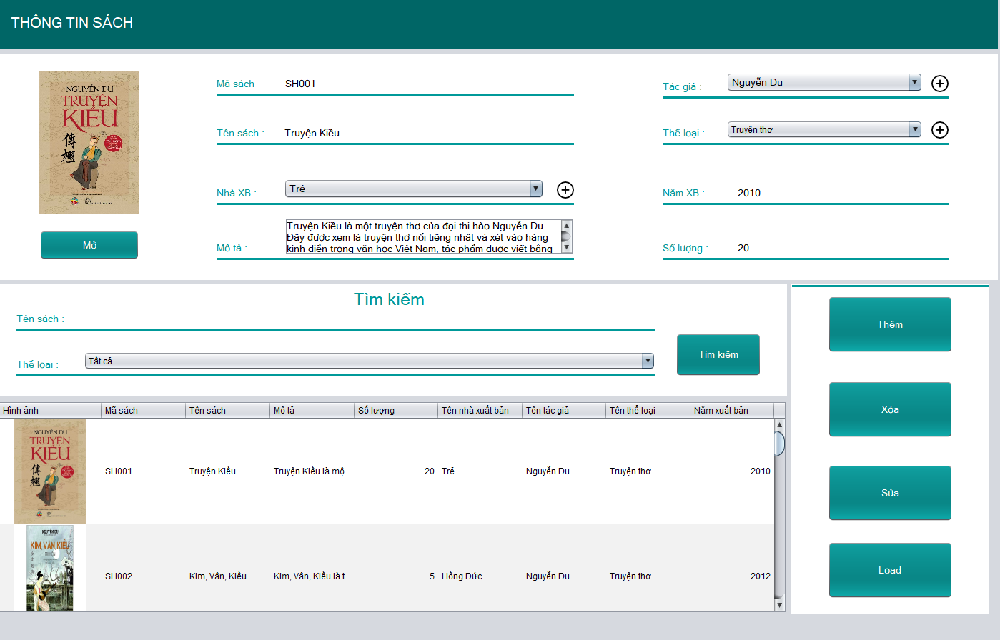 THÔNG TIN SÁCH
NGUYỄN DU
TRUYỆN
KIỀU
傳
翹
Mở
Mã sách SH001
Tên sách : Truyện Kiều
Nhà XB : Trẻ
Mô tả : Truyện Kiều là một truyện thơ của đại thi hào Nguyễn Du.
Đây được xem là truyện thơ nổi tiếng nhất và xét vào hàng
kinh điển trong văn học Việt Nam, tác phẩm được viết bằng
Tác giả : Nguyễn Du
Thể loại : Truyện thơ
Năm XB : 2010
Số lượng : 20
Tìm kiếm
Tên sách :
Thể loại : Tất cả
Tìm kiếm
Thêm
Xóa
Sửa
Load
Hình ảnh Mã sách Tên sách Mô tả Số lượng Tên nhà xuất bản Tên tác giả Tên thể loại Năm xuất bản
NGUYỄN DU
TRUYỆN
KIỀU
傳
翹
SH001 Truyện Kiều Truyện Kiều là mộ... 20 Trẻ Nguyễn Du Truyện thơ 2010
NGUYỄN DU
KIM, VÂN, KIỀU
TRUYỆN
SH002 Kim, Vân, Kiều Kim, Vân, Kiều là t... 5 Hồng Đức Nguyễn Du Truyện thơ 2012